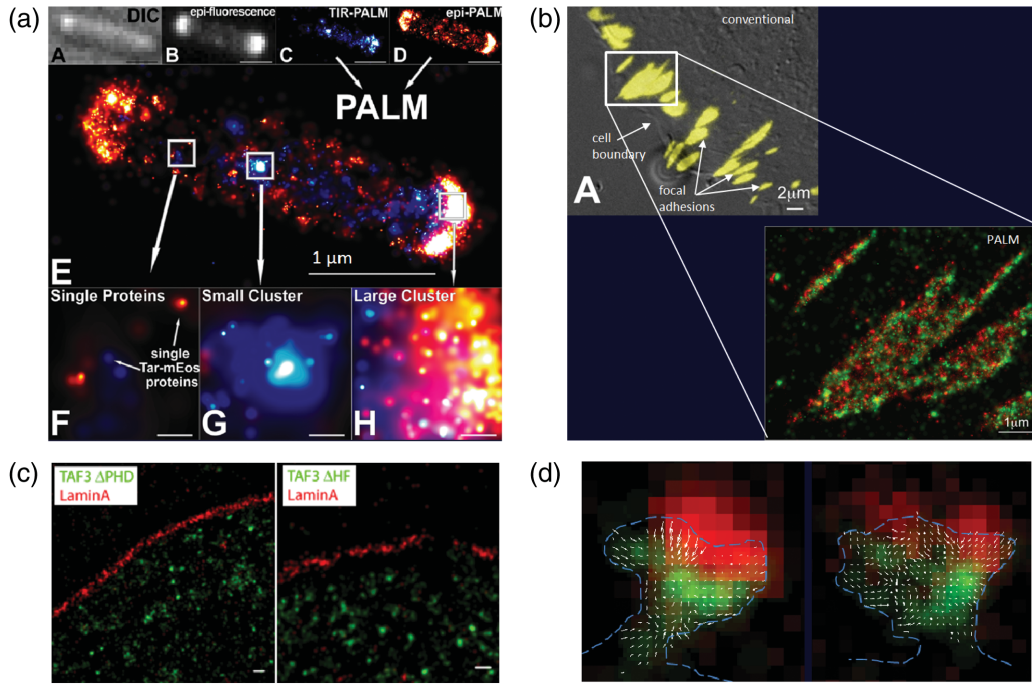 (a)
DIC
A
epi-fluorescence
B
TIR-PALM
C
epi-PALM
D
PALM
E
1 μm
Single Proteins
single
Tar-mEos
proteins
F
Small Cluster
G
Large Cluster
H
(b)
conventional
cell
boundary
focal
adhesions
A
2μm
PALM
1μm
(c)
TAF3 ΔPHD
LaminA
TAF3 ΔHF
LaminA
(d)